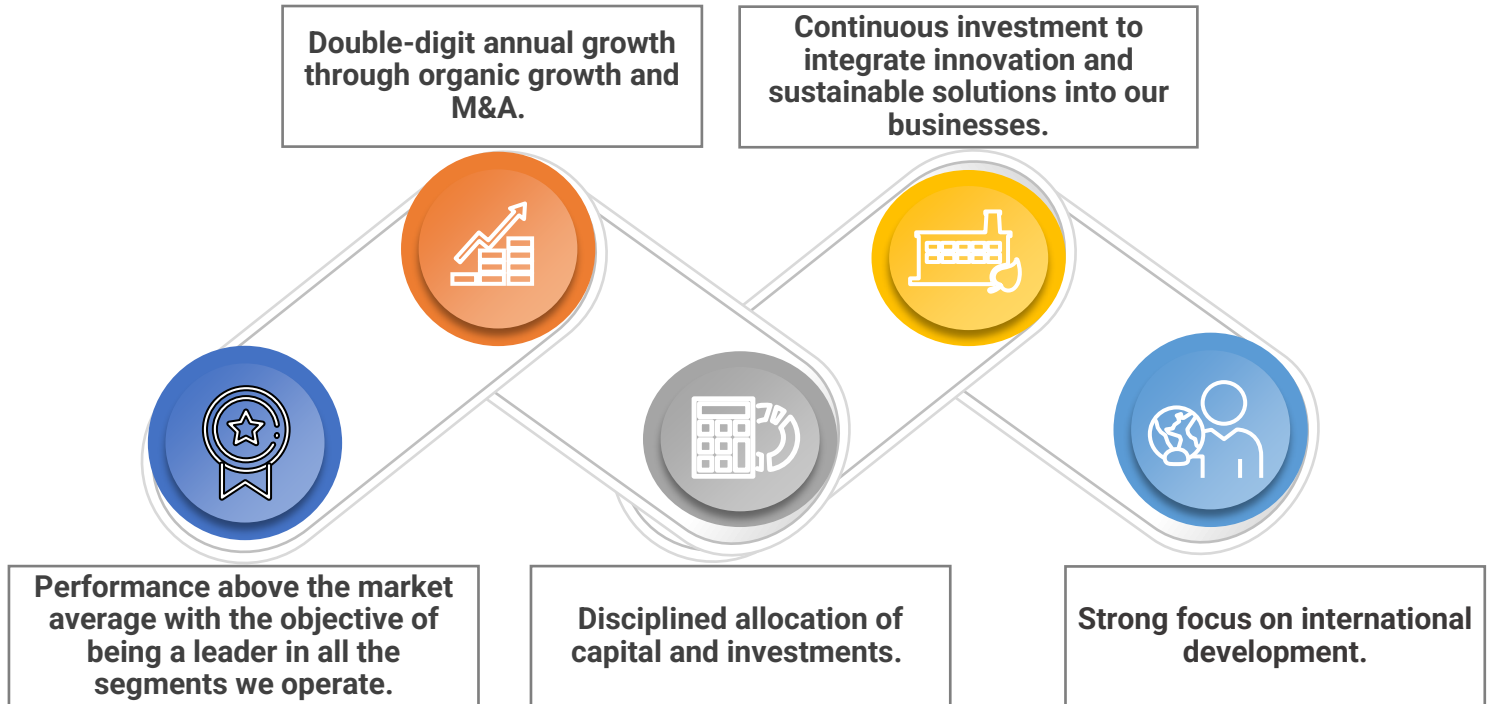 Double-digit annual growth
through organic growth and
M&A.
Continuous investment to
integrate innovation and
sustainable solutions into our
businesses.
Performance above the market
average with the objective of
being a leader in all the
segments we operate.
Disciplined allocation of
capital and investments.
Strong focus on international
development.